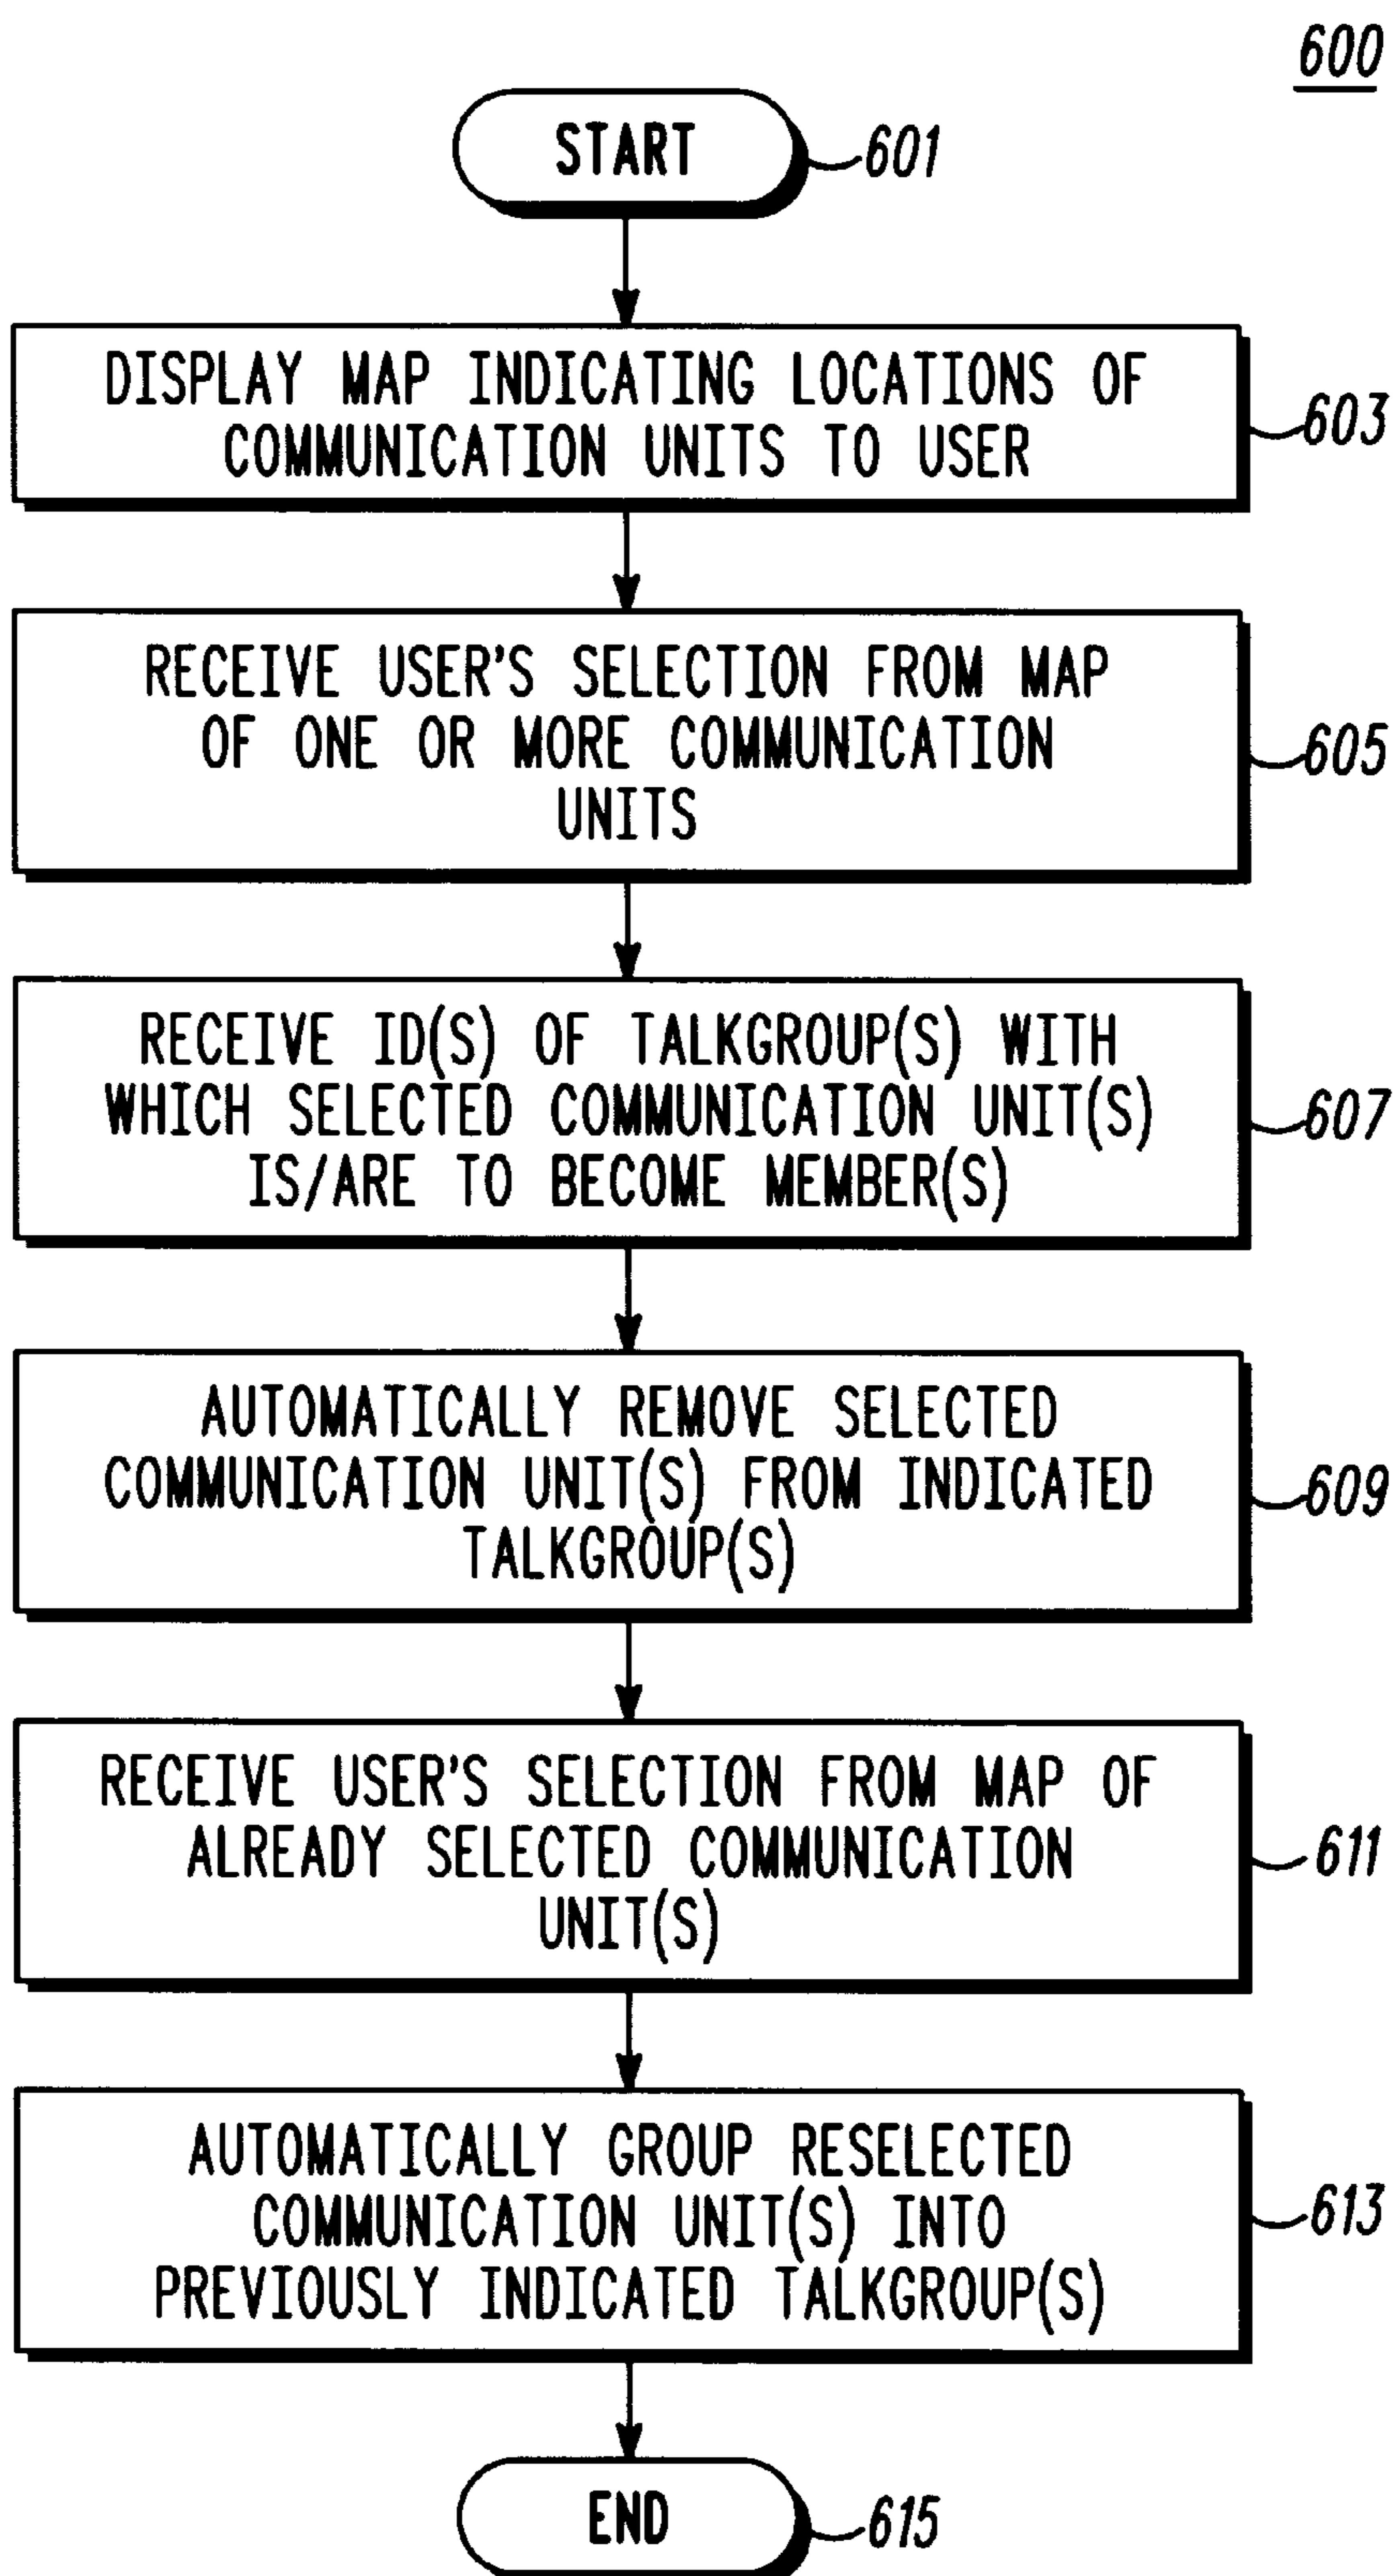 600
START
601
DISPLAY MAP INDICATING LOCATIONS OF
COMMUNICATION UNITS TO USER
603
RECEIVE USER'S SELECTION FROM MAP
OF ONE OR MORE COMMUNICATION
UNITS
605
RECEIVE ID(S) OF TALKGROUP(S) WITH
WHICH SELECTED COMMUNICATION UNIT(S)
IS/ARE TO BECOME MEMBER(S)
607
AUTOMATICALLY REMOVE SELECTED
COMMUNICATION UNIT(S) FROM INDICATED
TALKGROUP(S)
609
RECEIVE USER'S SELECTION FROM MAP OF
ALREADY SELECTED COMMUNICATION
UNIT(S)
611
AUTOMATICALLY GROUP RESELECTED
COMMUNICATION UNIT(S) INTO
PREVIOUSLY INDICATED TALKGROUP(S)
613
END
615